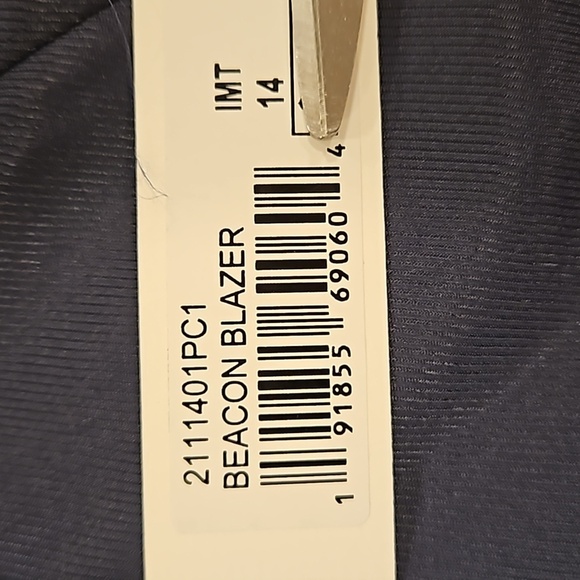 2111401PC1
IMT
BEACON BLAZER
14
1 91855 69060 4